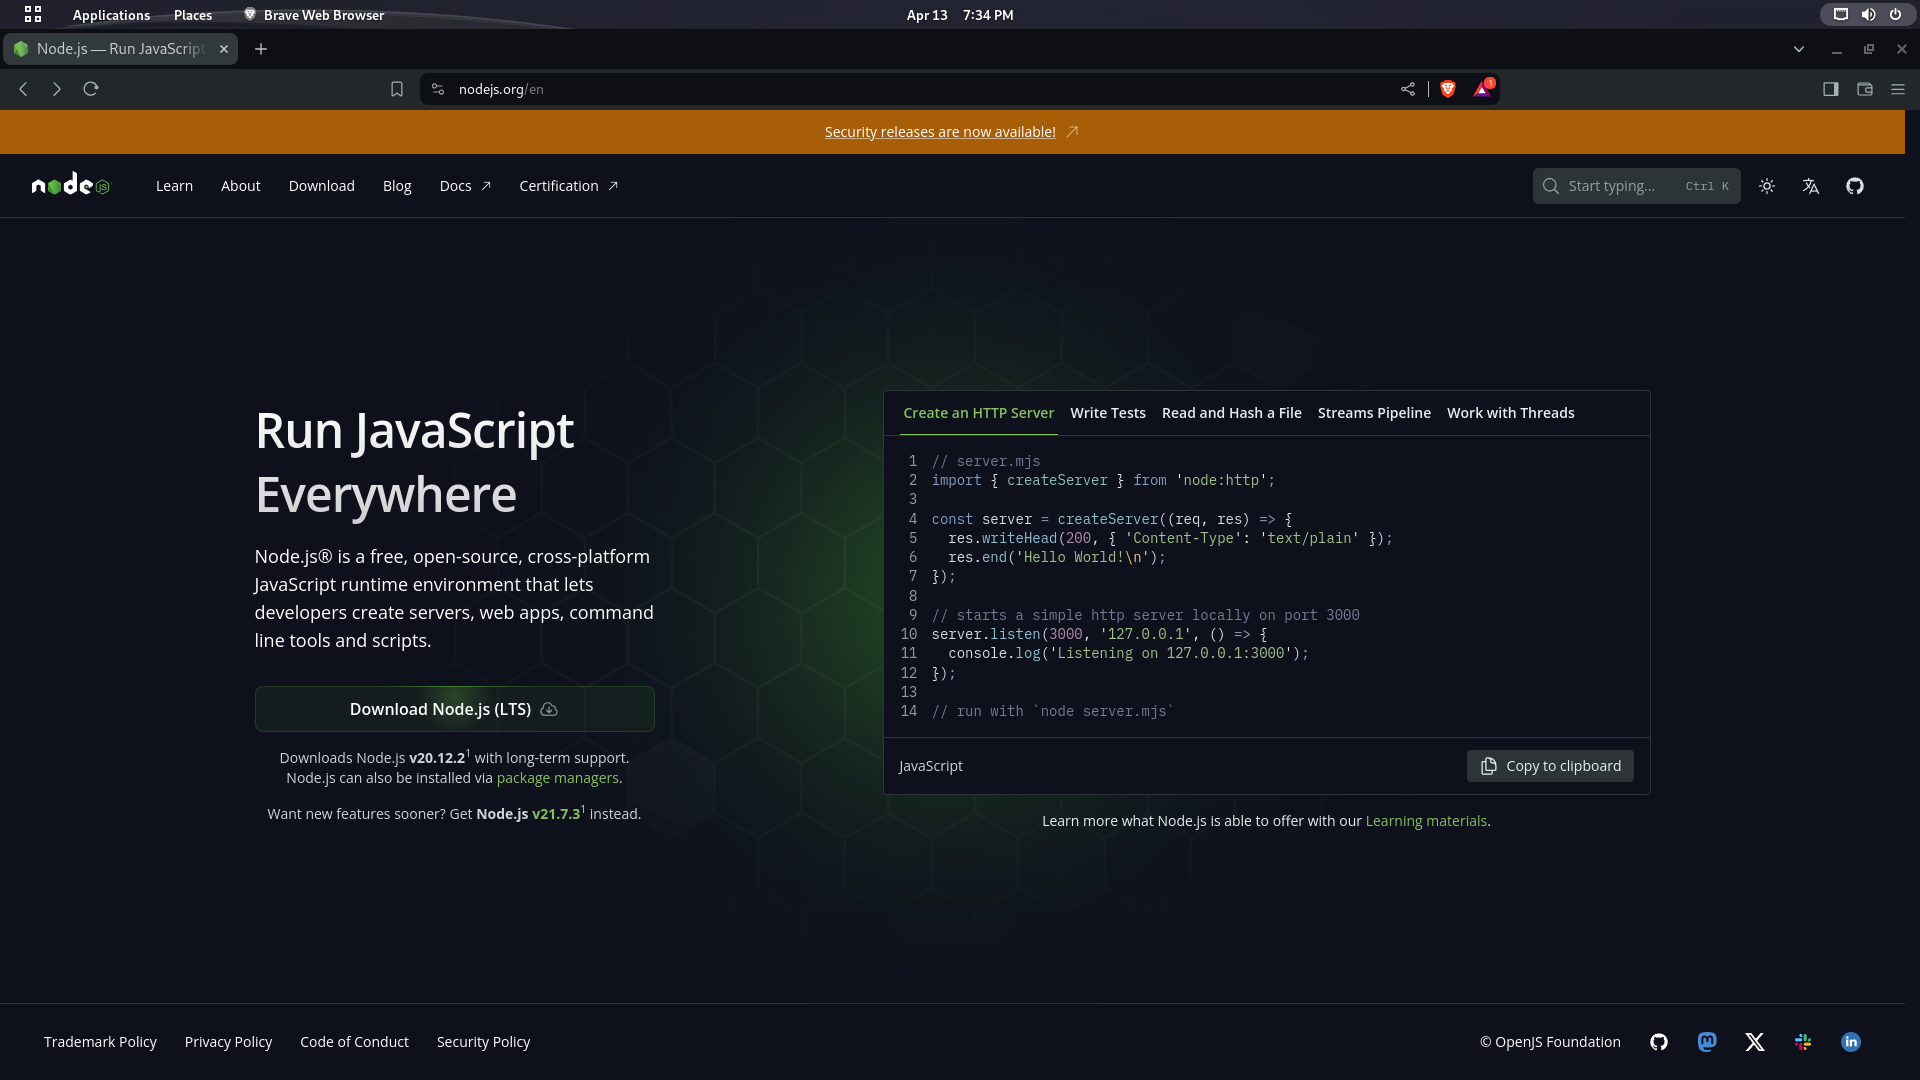 Applications Places Brave Web Browser Apr 13 7:34 PM
Node.js — Run JavaScript
nodejs.org/en
1
Security releases are now available!
node js
Learn About Download Blog Docs Certification Start typing... Ctrl K
Run JavaScript
Everywhere
Node.js® is a free, open-source, cross-platform
JavaScript runtime environment that lets
developers create servers, web apps, command
line tools and scripts.
Download Node.js (LTS)
Downloads Node.js v20.12.2¹ with long-term support.
Node.js can also be installed via package managers.
Want new features sooner? Get Node.js v21.7.3¹ instead.
Create an HTTP Server Write Tests Read and Hash a File Streams Pipeline Work with Threads
1 // server.mjs
2 import { createServer } from 'node:http';
3
4 const server = createServer((req, res) => {
5   res.writeHead(200, { 'Content-Type': 'text/plain' });
6   res.end('Hello World!\n');
7 });
8
9 // starts a simple http server locally on port 3000
10 server.listen(3000, '127.0.0.1', () => {
11   console.log('Listening on 127.0.0.1:3000');
12 });
13
14 // run with `node server.mjs`
JavaScript Copy to clipboard
Learn more what Node.js is able to offer with our Learning materials.
Trademark Policy Privacy Policy Code of Conduct Security Policy © OpenJS Foundation